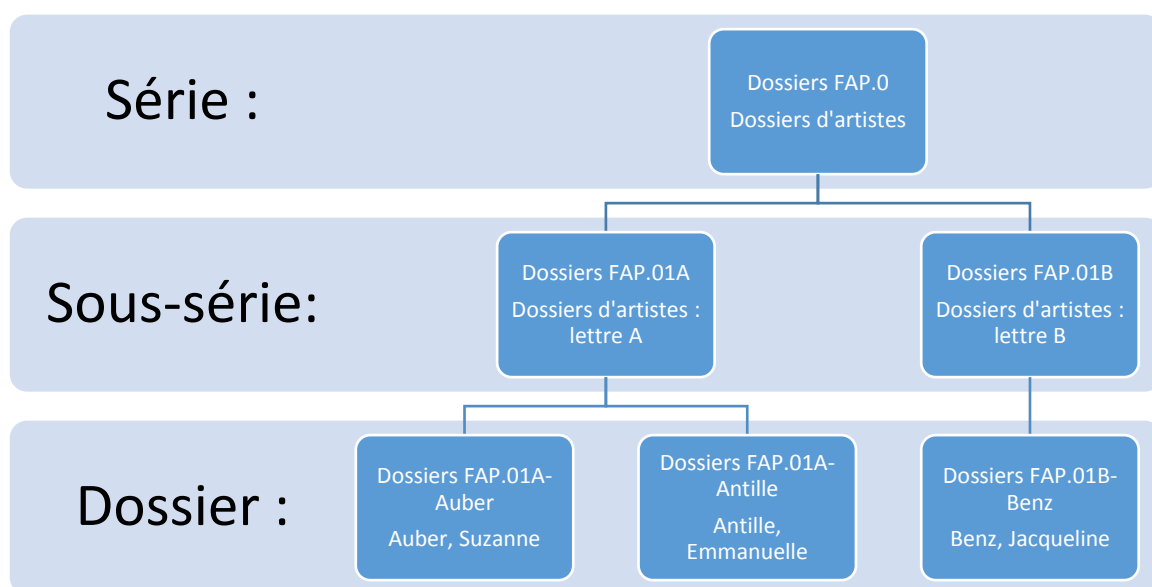 Série :
Dossiers FAP.0
Dossiers d'artistes
Sous-série:
Dossiers FAP.01A
Dossiers d'artistes :
lettre A
Dossiers FAP.01B
Dossiers d'artistes :
lettre B
Dossier :
Dossiers FAP.01A-
Auber
Auber, Suzanne
Dossiers FAP.01A-
Antille
Antille,
Emmanuelle
Dossiers FAP.01B-
Benz
Benz, Jacqueline